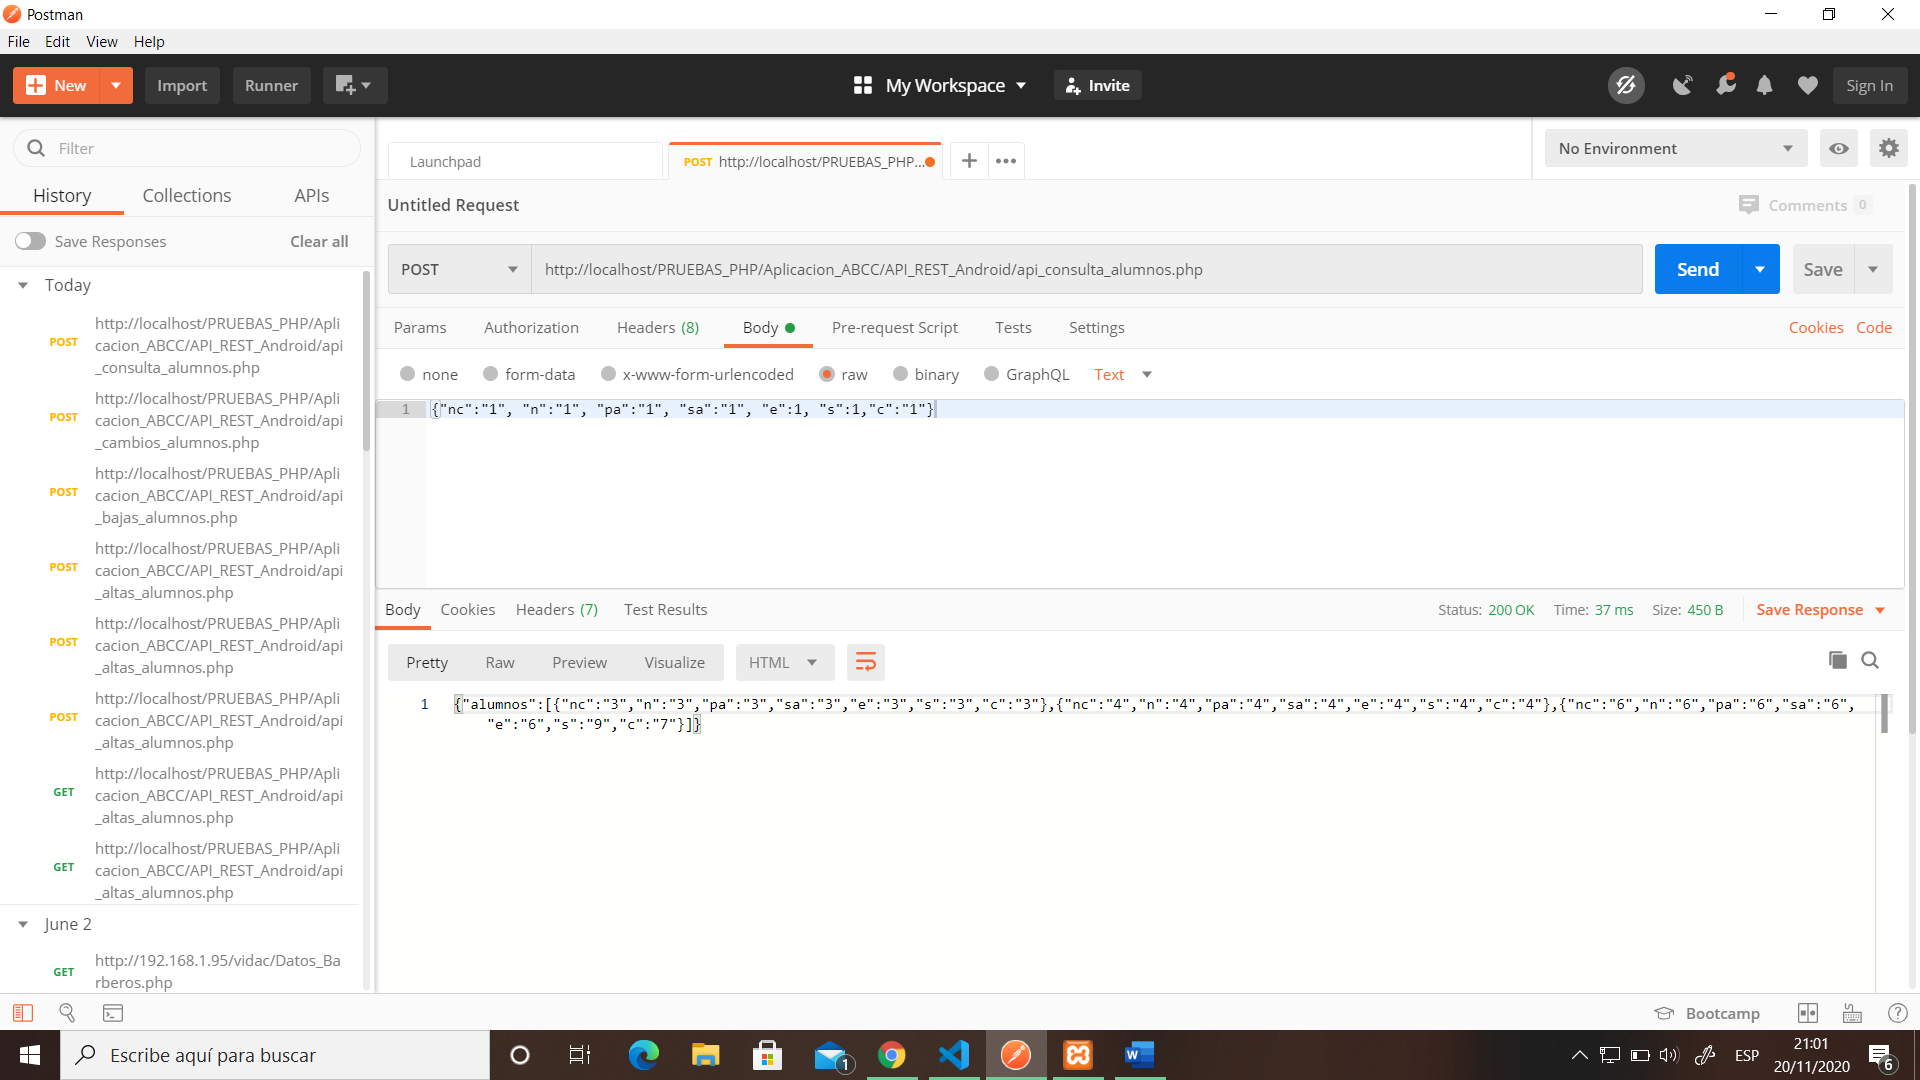 Postman
File Edit View Help
New Import Runner My Workspace Invite Sign In
Filter
History Collections APIs
Save Responses Clear all
Today
POST http://localhost/PRUEBAS_PHP/Apli
cacion_ABCC/API_REST_Android/api
_consulta_alumnos.php
POST http://localhost/PRUEBAS_PHP/Apli
cacion_ABCC/API_REST_Android/api
_cambios_alumnos.php
POST http://localhost/PRUEBAS_PHP/Apli
cacion_ABCC/API_REST_Android/api
_bajas_alumnos.php
POST http://localhost/PRUEBAS_PHP/Apli
cacion_ABCC/API_REST_Android/api
_altas_alumnos.php
POST http://localhost/PRUEBAS_PHP/Apli
cacion_ABCC/API_REST_Android/api
_altas_alumnos.php
POST http://localhost/PRUEBAS_PHP/Apli
cacion_ABCC/API_REST_Android/api
_altas_alumnos.php
GET http://localhost/PRUEBAS_PHP/Apli
cacion_ABCC/API_REST_Android/api
_altas_alumnos.php
GET http://localhost/PRUEBAS_PHP/Apli
cacion_ABCC/API_REST_Android/api
_altas_alumnos.php
June 2
GET http://192.168.1.95/vidac/Datos_Ba
rberos.php
Launchpad POST http://localhost/PRUEBAS_PHP... No Environment
Untitled Request Comments 0
POST http://localhost/PRUEBAS_PHP/Aplicacion_ABCC/API_REST_Android/api_consulta_alumnos.php Send Save
Params Authorization Headers (8) Body Pre-request Script Tests Settings Cookies Code
none form-data x-www-form-urlencoded raw binary GraphQL Text
1 {"nc":"1", "n":"1", "pa":"1", "sa":"1", "e":1, "s":1,"c":"1"}
Body Cookies Headers (7) Test Results Status: 200 OK Time: 37 ms Size: 450 B Save Response
Pretty Raw Preview Visualize HTML
1 {"alumnos":[{"nc":"3","n":"3","pa":"3","sa":"3","e":"3","s":"3","c":"3"},{"nc":"4","n":"4","pa":"4","sa":"4","e":"4","s":"4","c":"4"},{"nc":"6","n":"6","pa":"6","sa":"6",
"e":"6","s":"9","c":"7"}]}
Bootcamp
Escribe aquí para buscar 1 ESP 21:01
20/11/2020 6